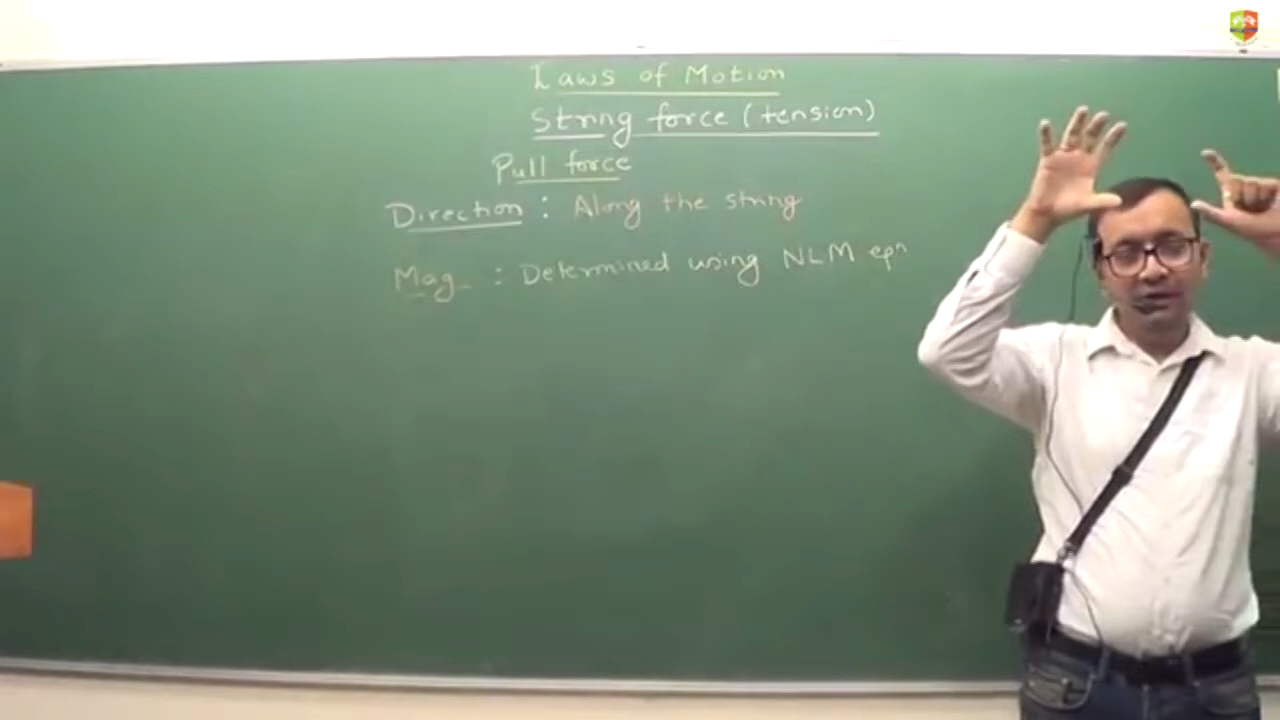 Laws of Motion
String force (tension)
Pull force
Direction : Along the string
Mag. : Determined using NLM eqⁿ